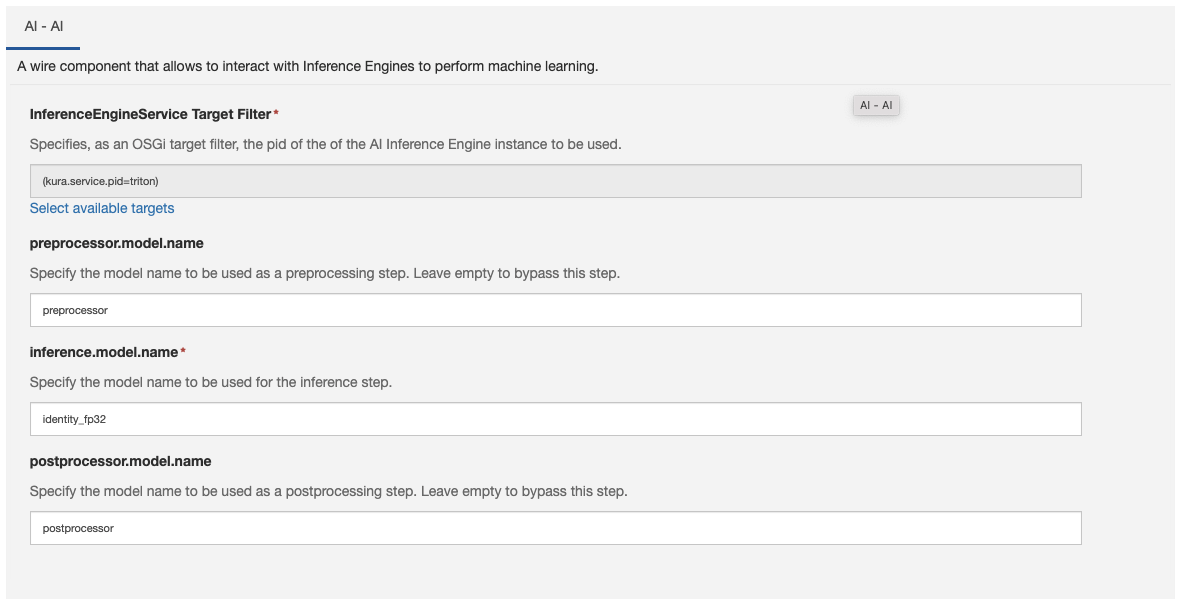 AI - AI
A wire component that allows to interact with Inference Engines to perform machine learning.
AI - AI
InferenceEngineService Target Filter*
Specifies, as an OSGi target filter, the pid of the of the AI Inference Engine instance to be used.
(kura.service.pid=triton)
Select available targets
preprocessor.model.name
Specify the model name to be used as a preprocessing step. Leave empty to bypass this step.
preprocessor
inference.model.name*
Specify the model name to be used for the inference step.
identity_fp32
postprocessor.model.name
Specify the model name to be used as a postprocessing step. Leave empty to bypass this step.
postprocessor